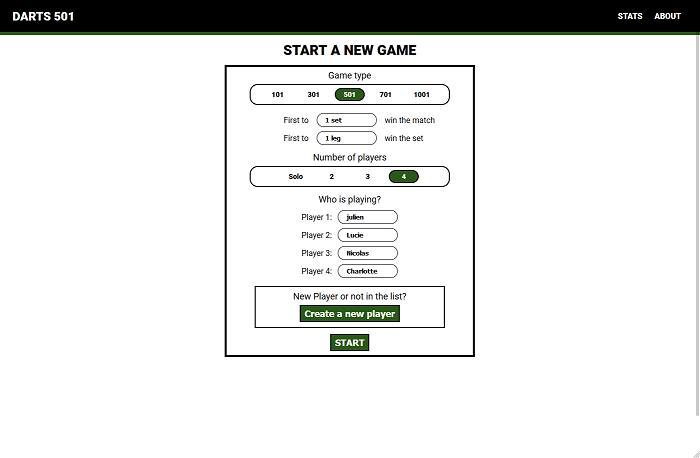 DARTS 501 STATS ABOUT
START A NEW GAME
Game type
101 301 501 701 1001
First to 1 set win the match
First to 1 leg win the set
Number of players
Solo 2 3 4
Who is playing?
Player 1: julien
Player 2: Lucie
Player 3: Nicolas
Player 4: Charlotte
New Player or not in the list?
Create a new player
START